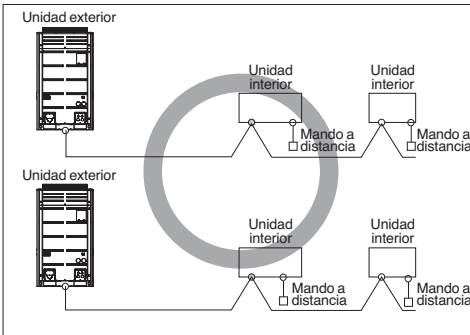 Unidad exterior
Unidad
interior
Unidad
interior
Mando a
distancia
Mando a
distancia
Unidad exterior
Unidad
interior
Unidad
interior
Mando a
distancia
Mando a
distancia